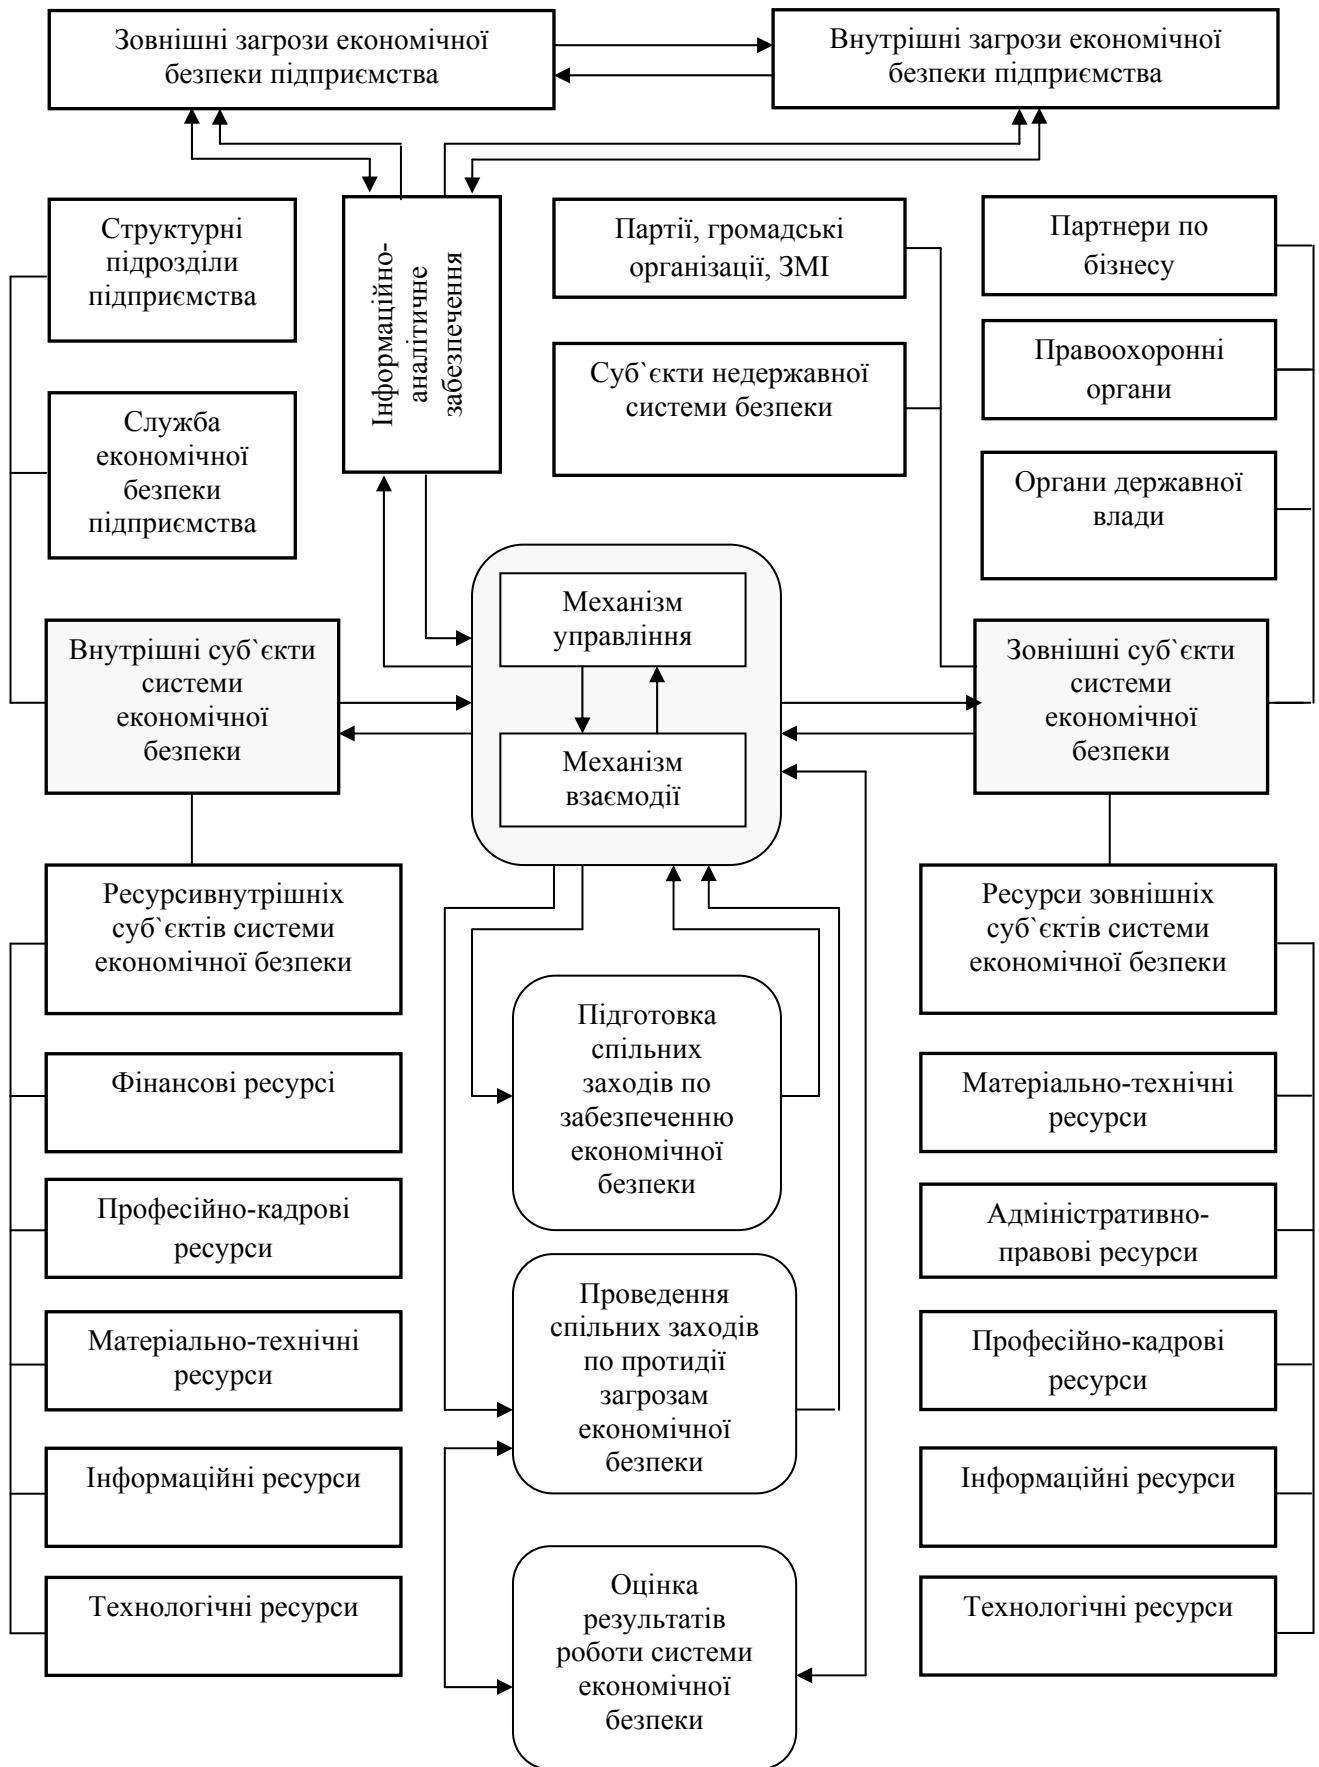 Зовнішні загрози економічної
безпеки підприємства
Внутрішні загрози економічної
безпеки підприємства
Структурні
підрозділи
підприємства
Інформаційно-
аналітичне
забезпечення
Партії, громадські
організації, ЗМІ
Партнери по
бізнесу
Суб`єкти недержавної
системи безпеки
Правоохоронні
органи
Служба
економічної
безпеки
підприємства
Органи державної
влади
Механізм
управління
Внутрішні суб`єкти
системи
економічної
безпеки
Зовнішні суб`єкти
системи
економічної
безпеки
Механізм
взаємодії
Ресурсивнутрішніх
суб`єктів системи
економічної безпеки
Ресурси зовнішніх
суб`єктів системи
економічної безпеки
Підготовка
спільних
заходів по
забезпеченню
економічної
безпеки
Фінансові ресурсі
Матеріально-технічні
ресурси
Професійно-кадрові
ресурси
Адміністративно-
правові ресурси
Проведення
спільних заходів
по протидії
загрозам
економічної
безпеки
Матеріально-технічні
ресурси
Професійно-кадрові
ресурси
Інформаційні ресурси
Інформаційні ресурси
Оцінка
результатів
роботи системи
економічної
безпеки
Технологічні ресурси
Технологічні ресурси